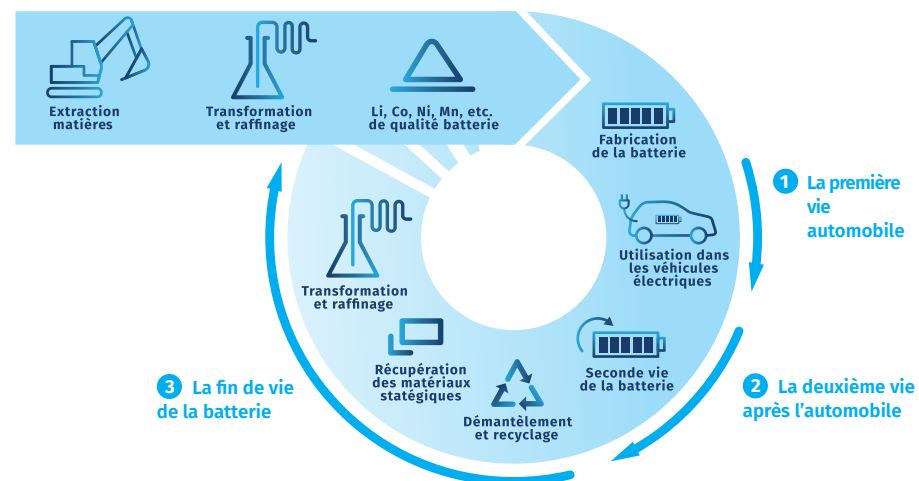 Extraction
matières
Transformation
et raffinage
Li, Co, Ni, Mn, etc.
de qualité batterie
Fabrication
de la batterie
1 La première
vie
automobile
Utilisation dans
les véhicules
électriques
Seconde vie
de la batterie
2 La deuxième vie
après l'automobile
Démantèlement
et recyclage
Récupération
des matériaux
statégiques
Transformation
et raffinage
3 La fin de vie
de la batterie